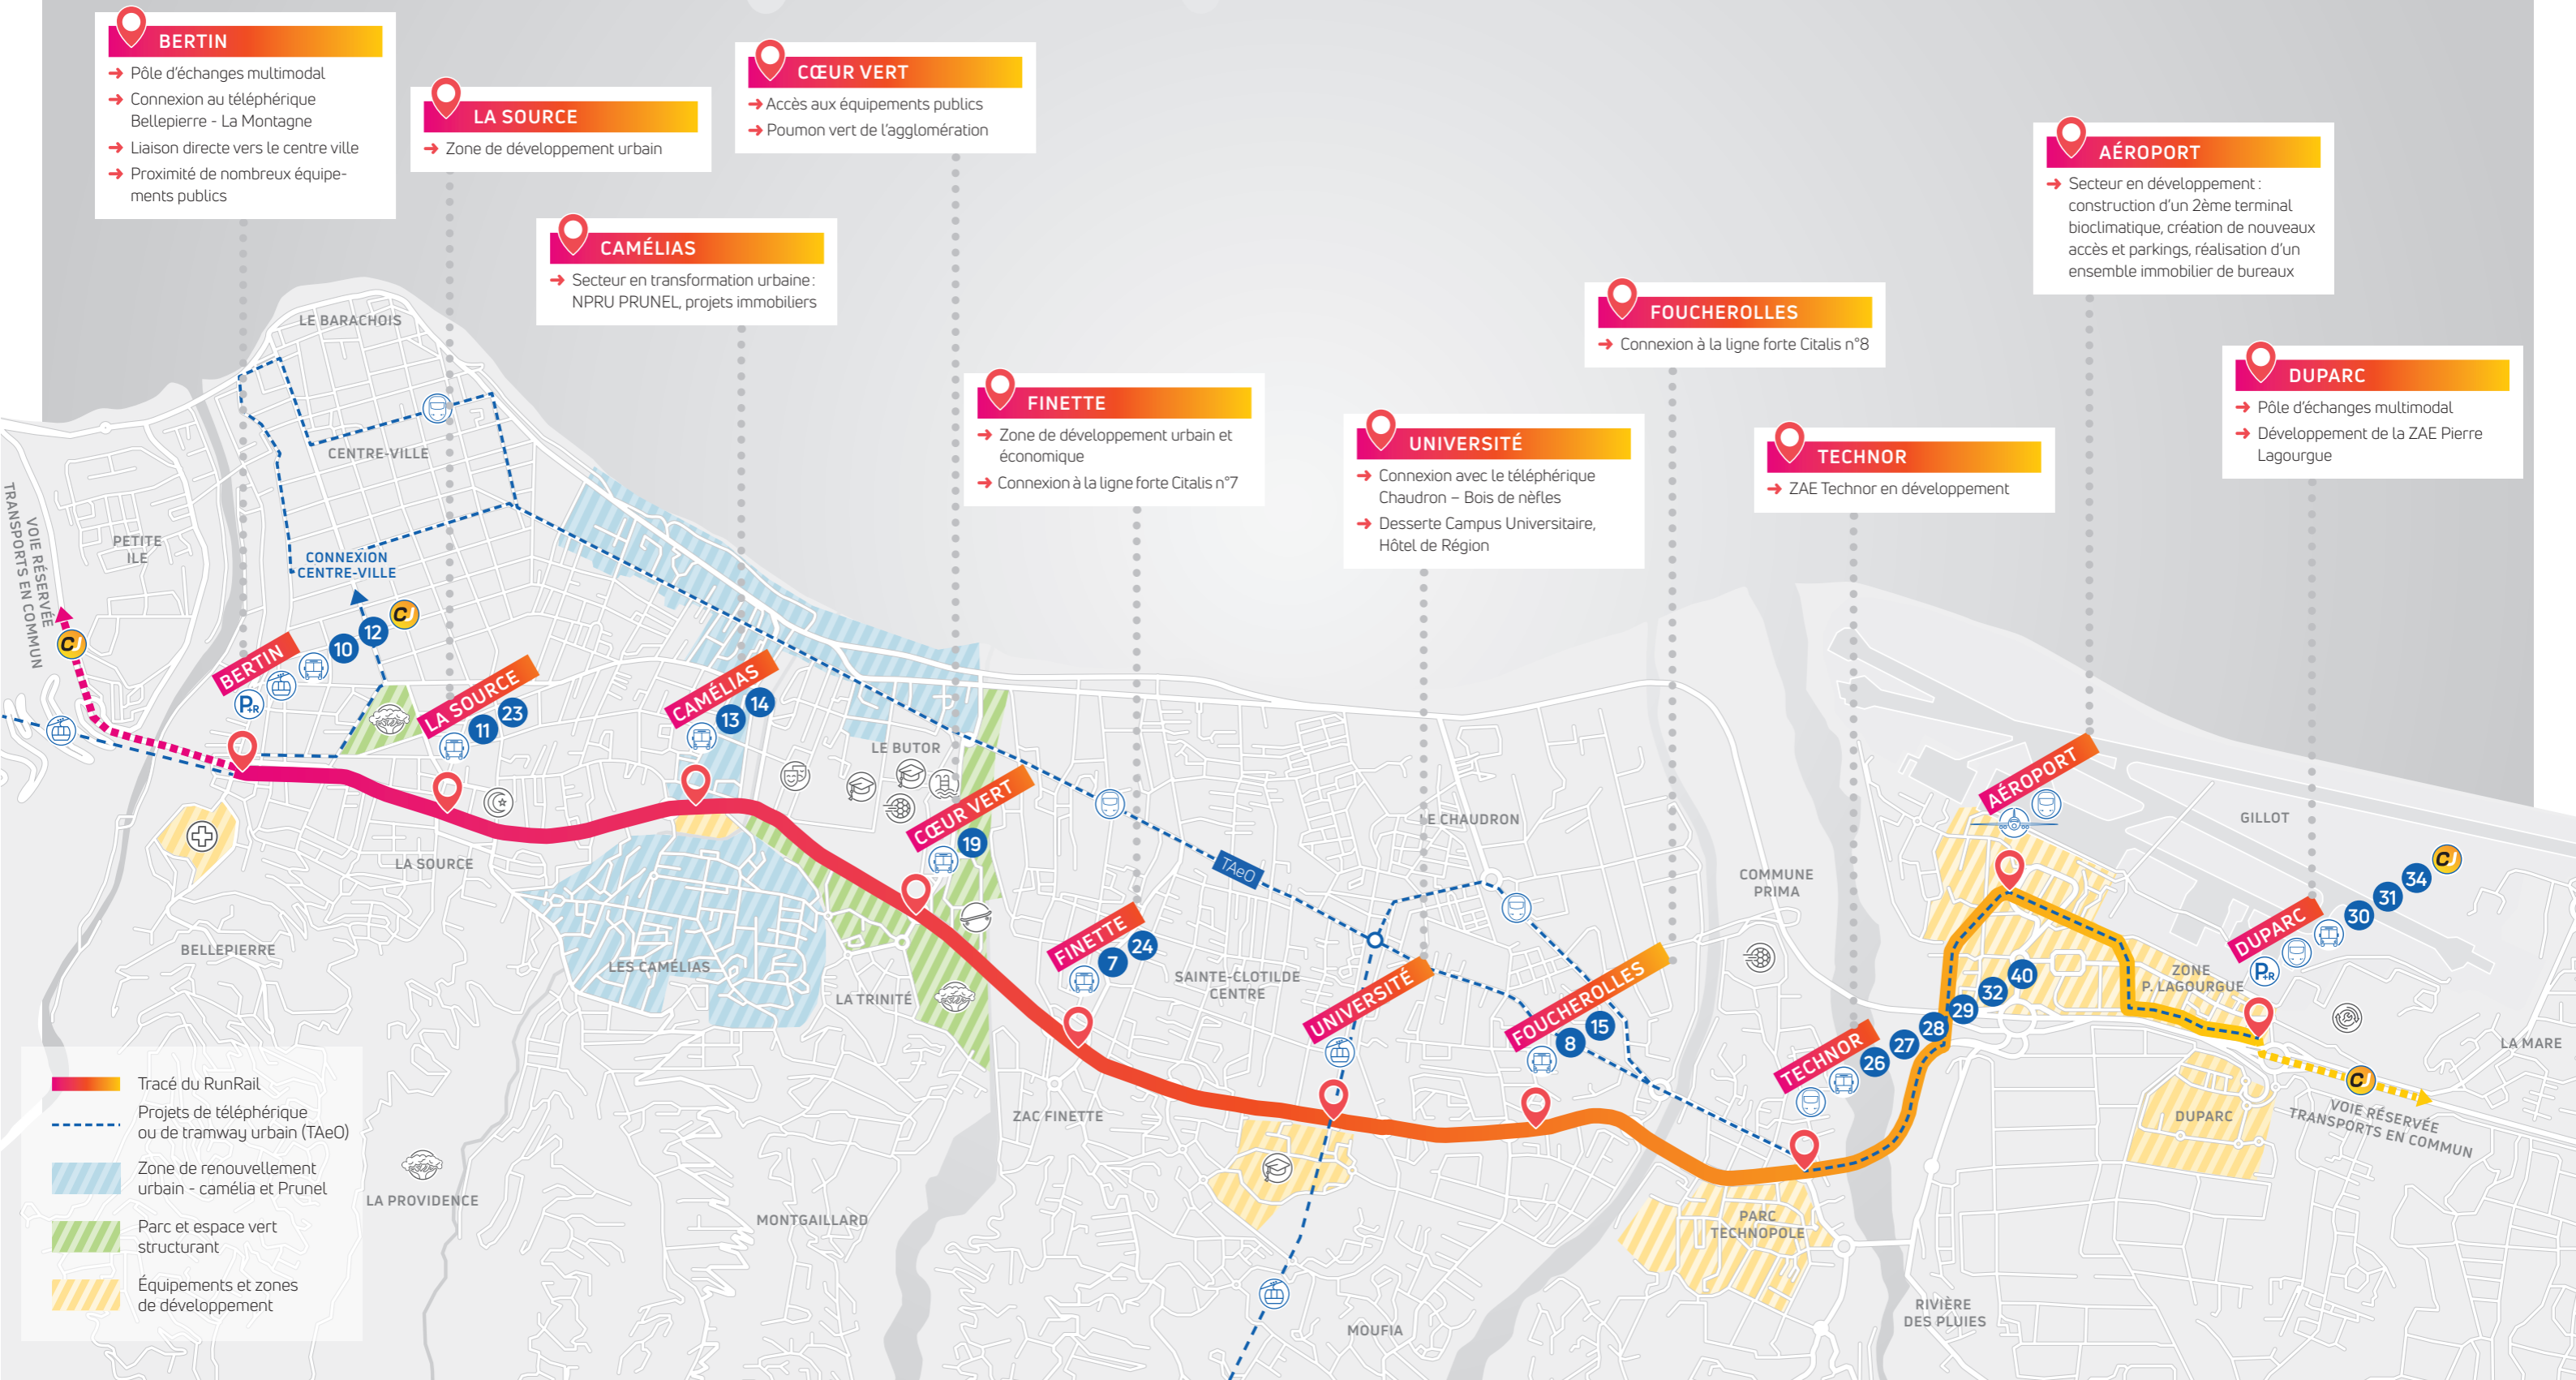 BERTIN
➜ Pôle d'échanges multimodal
➜ Connexion au téléphérique
Bellepierre - La Montagne
➜ Liaison directe vers le centre ville
➜ Proximité de nombreux équipe-
ments publics
LA SOURCE
➜ Zone de développement urbain
CŒUR VERT
➜ Accès aux équipements publics
➜ Poumon vert de l'agglomération
CAMÉLIAS
➜ Secteur en transformation urbaine :
NPRU PRUNEL, projets immobiliers
FINETTE
➜ Zone de développement urbain et
économique
➜ Connexion à la ligne forte Citalis n°7
UNIVERSITÉ
➜ Connexion avec le téléphérique
Chaudron – Bois de nèfles
➜ Desserte Campus Universitaire,
Hôtel de Région
FOUCHEROLLES
➜ Connexion à la ligne forte Citalis n°8
TECHNOR
➜ ZAE Technor en développement
AÉROPORT
➜ Secteur en développement :
construction d'un 2ème terminal
bioclimatique, création de nouveaux
accès et parkings, réalisation d'un
ensemble immobilier de bureaux
DUPARC
➜ Pôle d'échanges multimodal
➜ Développement de la ZAE Pierre
Lagourgue
LE BARACHOIS
CENTRE-VILLE
VOIE RÉSERVÉE
TRANSPORTS EN COMMUN
PETITE
ILE
CONNEXION
CENTRE-VILLE
CJ
BERTIN
P+R
10
12
CJ
LA SOURCE
11
23
CAMÉLIAS
13
14
LE BUTOR
CŒUR VERT
19
LA SOURCE
BELLEPIERRE
LES CAMÉLIAS
LA TRINITÉ
FINETTE
7
24
TAeO
SAINTE-CLOTILDE
CENTRE
LE CHAUDRON
UNIVERSITÉ
FOUCHEROLLES
8
15
COMMUNE
PRIMA
TECHNOR
26
27
28
29
32
40
AÉROPORT
GILLOT
ZONE
P. LAGOURGUE
DUPARC
P+R
30
31
34
CJ
LA MARE
CJ
VOIE RÉSERVÉE
TRANSPORTS EN COMMUN
DUPARC
ZAC FINETTE
LA PROVIDENCE
MONTGAILLARD
MOUFIA
PARC
TECHNOPOLE
RIVIÈRE
DES PLUIES
Tracé du RunRail
Projets de téléphérique
ou de tramway urbain (TAeO)
Zone de renouvellement
urbain - camélia et Prunel
Parc et espace vert
structurant
Équipements et zones
de développement